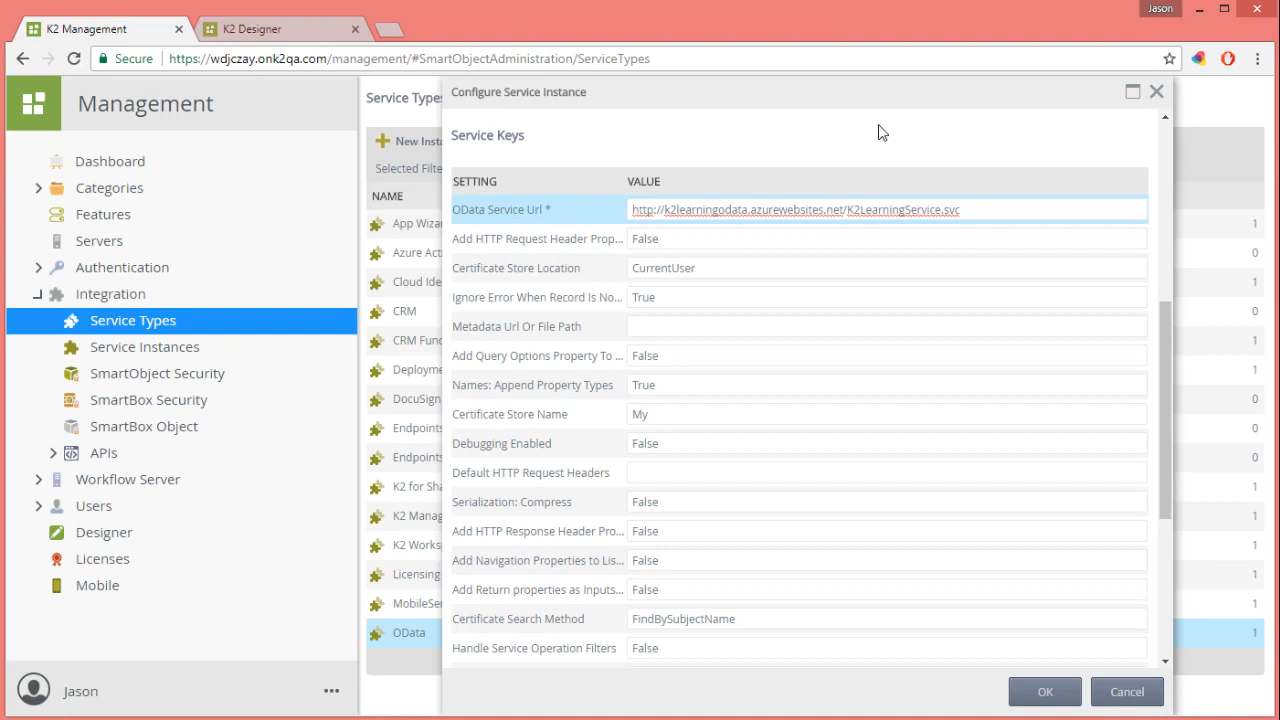 Jason
K2 Management
K2 Designer
Secure https://wdjczay.onk2qa.com/management/#SmartObjectAdministration/ServiceTypes
Management
Dashboard
Categories
Features
Servers
Authentication
Integration
Service Types
Service Instances
SmartObject Security
SmartBox Security
SmartBox Object
APIs
Workflow Server
Users
Designer
Licenses
Mobile
Jason
Service Types
New Insta
Selected Filte
NAME
App Wiza
1
Azure Act
0
Cloud Ide
1
CRM
0
CRM Func
1
Deployme
1
DocuSign
0
Endpoints
0
Endpoints
0
K2 for Sha
1
K2 Manag
1
K2 Works
1
Licensing
1
MobileSer
1
OData
1
Configure Service Instance
Service Keys
SETTING VALUE
OData Service Url * http://k2learningodata.azurewebsites.net/K2LearningService.svc
Add HTTP Request Header Prop... False
Certificate Store Location CurrentUser
Ignore Error When Record Is No... True
Metadata Url Or File Path
Add Query Options Property To ... False
Names: Append Property Types True
Certificate Store Name My
Debugging Enabled False
Default HTTP Request Headers
Serialization: Compress False
Add HTTP Response Header Pro... False
Add Navigation Properties to Lis... False
Add Return properties as Inputs... False
Certificate Search Method FindBySubjectName
Handle Service Operation Filters False
OK
Cancel